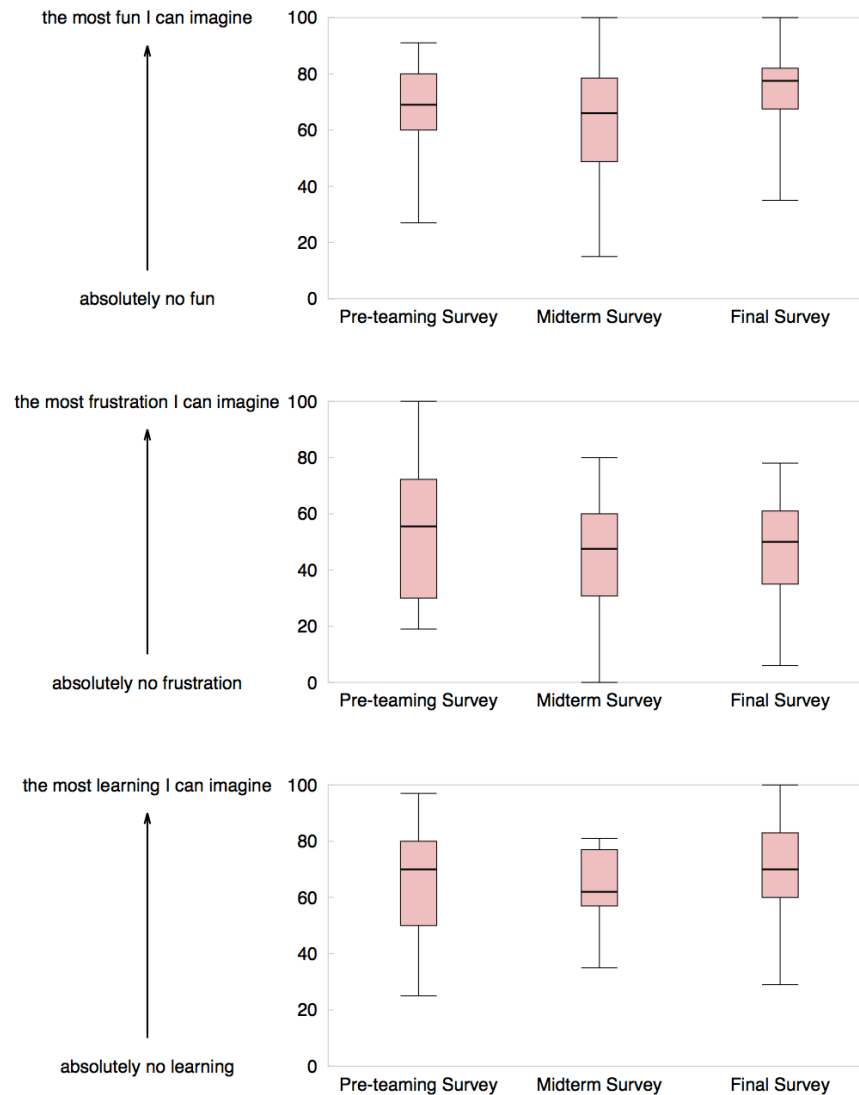 the most fun I can imagine
absolutely no fun
100
80
60
40
20
0
Pre-teaming Survey Midterm Survey Final Survey
the most frustration I can imagine
absolutely no frustration
100
80
60
40
20
0
Pre-teaming Survey Midterm Survey Final Survey
the most learning I can imagine
absolutely no learning
100
80
60
40
20
0
Pre-teaming Survey Midterm Survey Final Survey